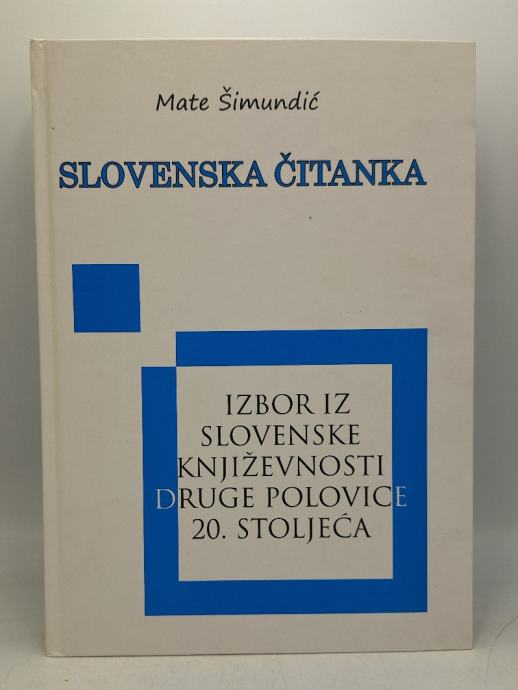 Mate Šimundić
SLOVENSKA ČITANKA
IZBOR IZ
SLOVENSKE
KNJIŽEVNOSTI
DRUGE POLOVICE
20. STOLJEĆA